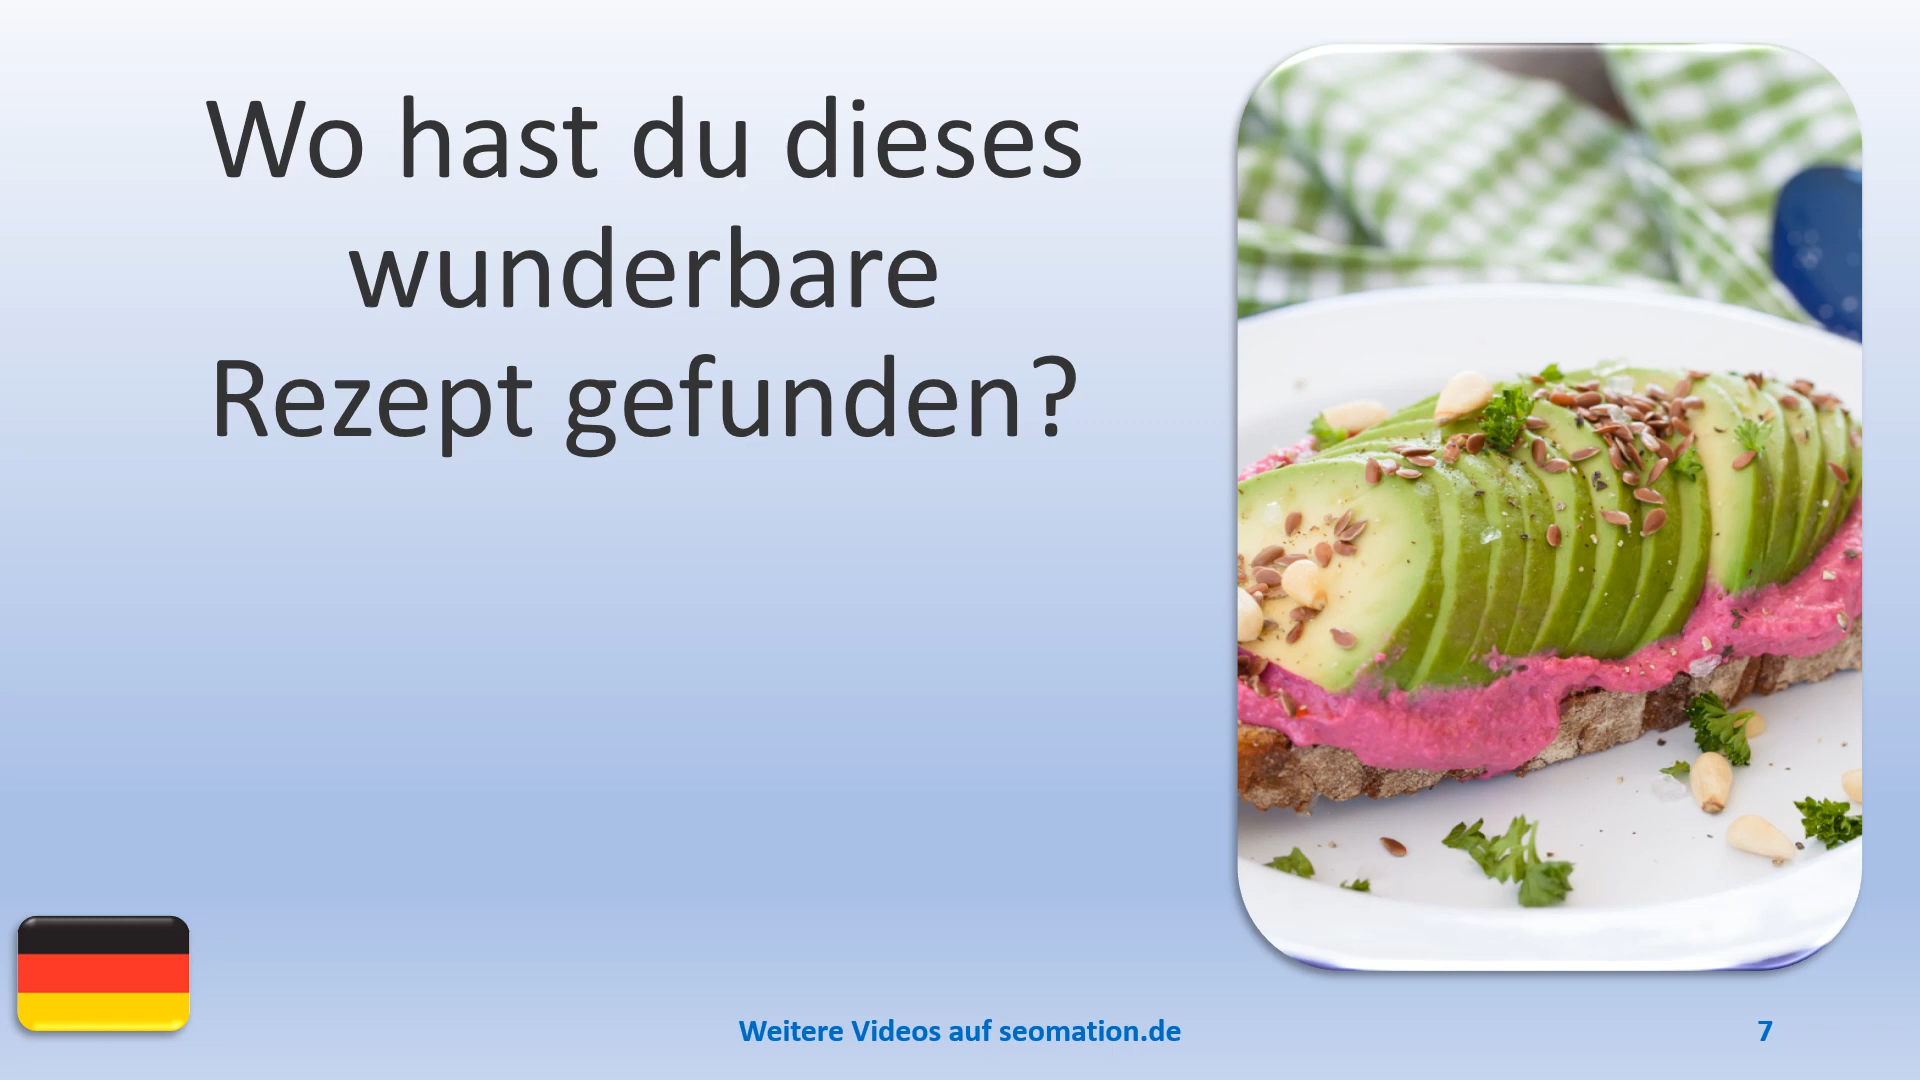 Wo hast du dieses
wunderbare
Rezept gefunden?
Weitere Videos auf seomation.de
7